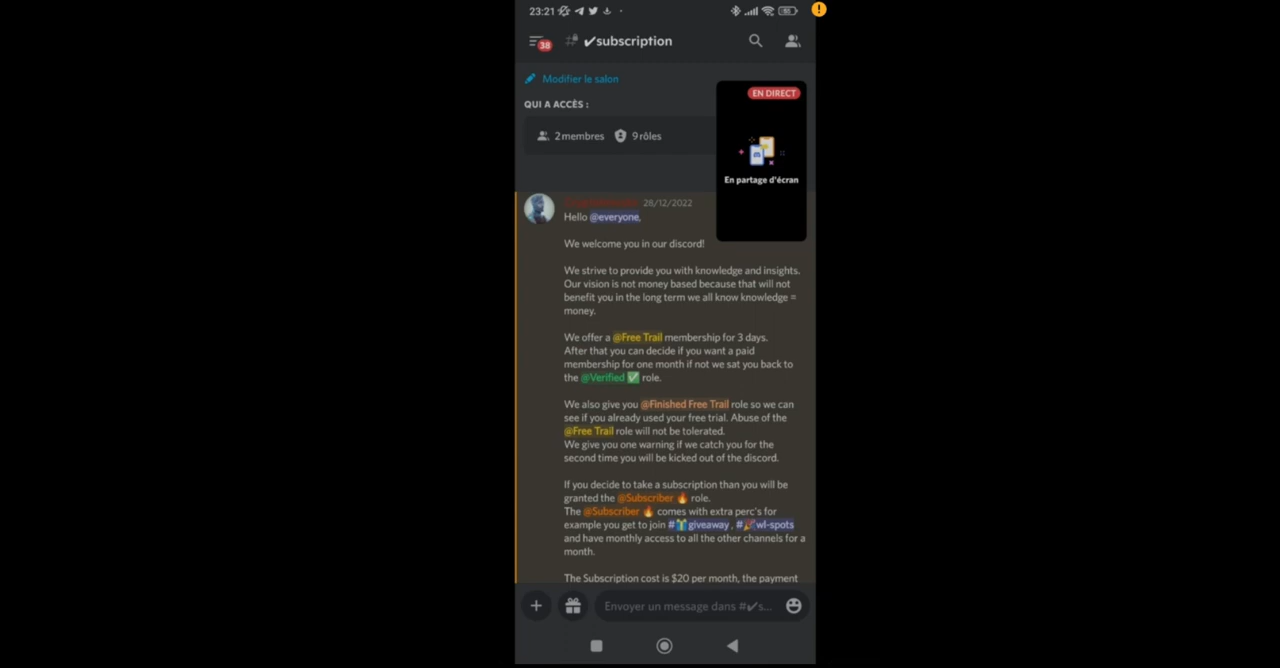 23:21
38
✔subscription
Modifier le salon
EN DIRECT
QUI A ACCÈS :
2 membres 9 rôles
En partage d'écran
28/12/2022
Hello @everyone,
We welcome you in our discord!
We strive to provide you with knowledge and insights.
Our vision is not money based because that will not
benefit you in the long term we all know knowledge =
money.
We offer a @Free Trail membership for 3 days.
After that you can decide if you want a paid
membership for one month if not we sat you back to
the @Verified ✅ role.
We also give you @Finished Free Trail role so we can
see if you already used your free trial. Abuse of the
@Free Trail role will not be tolerated.
We give you one warning if we catch you for the
second time you will be kicked out of the discord.
If you decide to take a subscription than you will be
granted the @Subscriber 🔥 role.
The @Subscriber 🔥 comes with extra perc's for
example you get to join #🎁giveaway, #🎉wl-spots
and have monthly access to all the other channels for a
month.
The Subscription cost is $20 per month, the payment
Envoyer un message dans #✔s...